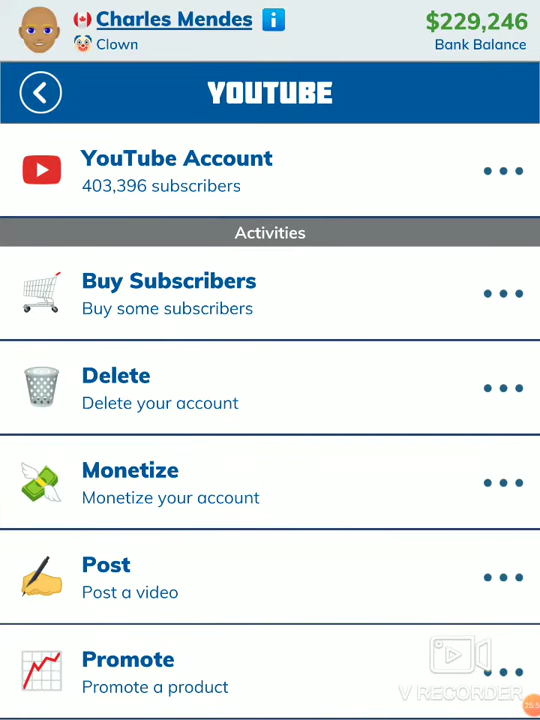 Charles Mendes
Clown
$229,246
Bank Balance
YOUTUBE
YouTube Account
403,396 subscribers
Activities
Buy Subscribers
Buy some subscribers
Delete
Delete your account
Monetize
Monetize your account
Post
Post a video
Promote
Promote a product
V RECORDER